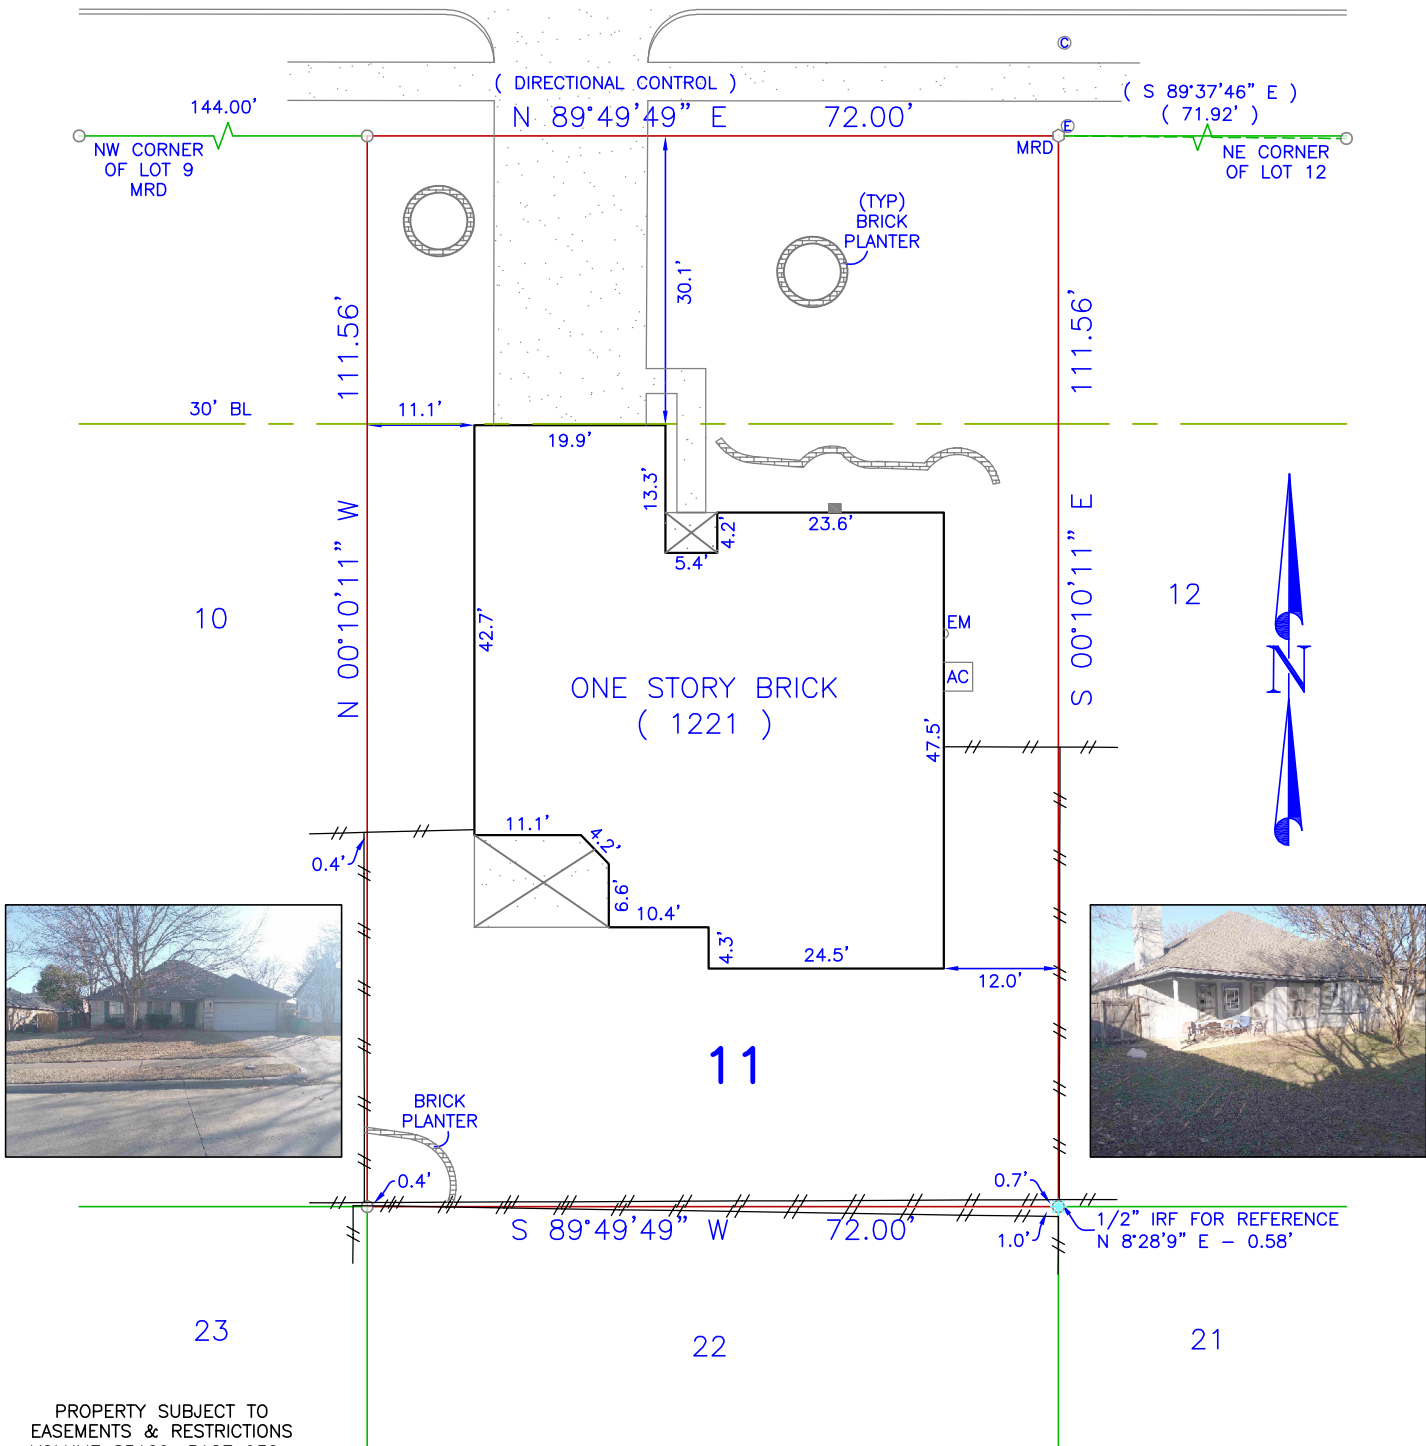 C
( DIRECTIONAL CONTROL )
( S 89°37'46" E )
( 71.92' )
144.00'
N 89°49'49" E 72.00'
E
MRD
NW CORNER
OF LOT 9
MRD
NE CORNER
OF LOT 12
(TYP)
BRICK
PLANTER
30.1'
111.56'
111.56'
30' BL
11.1'
19.9'
13.3'
4.2'
23.6'
5.4'
N 00°10'11" W
S 00°10'11" E
10
12
42.7'
EM
AC
N
ONE STORY BRICK
( 1221 )
47.5'
11.1'
4.2'
0.4'
6.6'
10.4'
4.3'
24.5'
12.0'
11
BRICK
PLANTER
0.4'
0.7'
S 89°49'49" W 72.00'
1.0'
1/2" IRF FOR REFERENCE
N 8°28'9" E - 0.58'
23
22
21
PROPERTY SUBJECT TO
EASEMENTS & RESTRICTIONS